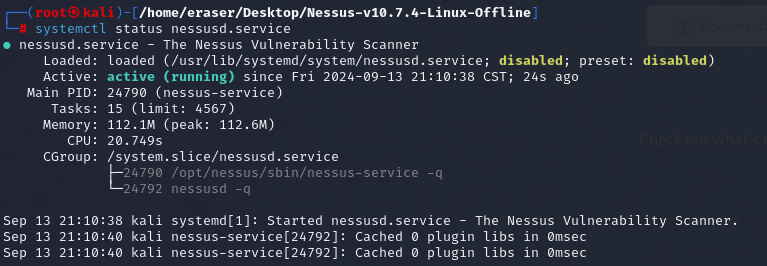 ┌──(root㉿kali)-[/home/eraser/Desktop/Nessus-v10.7.4-Linux-Offline]
└─# systemctl status nessusd.service
● nessusd.service - The Nessus Vulnerability Scanner
Loaded: loaded (/usr/lib/systemd/system/nessusd.service; disabled; preset: disabled)
Active: active (running) since Fri 2024-09-13 21:10:38 CST; 24s ago
Main PID: 24790 (nessus-service)
Tasks: 15 (limit: 4567)
Memory: 112.1M (peak: 112.6M)
CPU: 20.749s
CGroup: /system.slice/nessusd.service
├─24790 /opt/nessus/sbin/nessus-service -q
└─24792 nessusd -q
Sep 13 21:10:38 kali systemd[1]: Started nessusd.service - The Nessus Vulnerability Scanner.
Sep 13 21:10:40 kali nessus-service[24792]: Cached 0 plugin libs in 0msec
Sep 13 21:10:40 kali nessus-service[24792]: Cached 0 plugin libs in 0msec
Check out what's